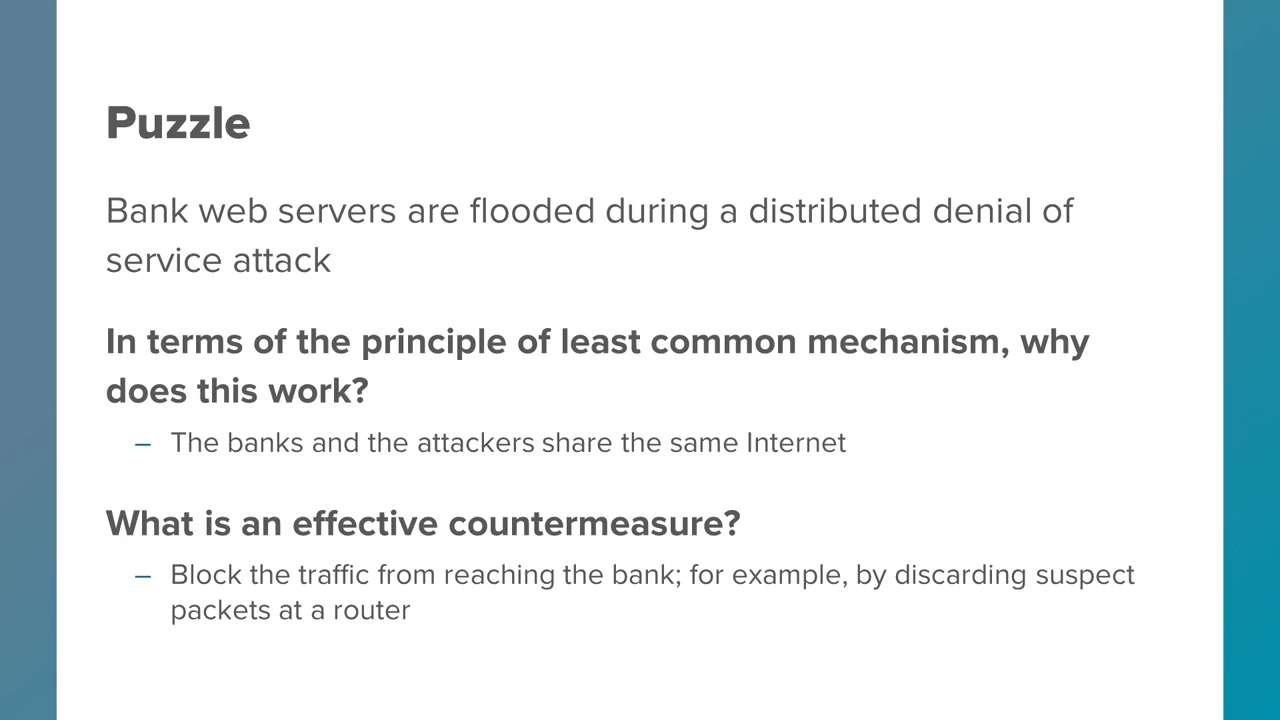 Puzzle
Bank web servers are flooded during a distributed denial of
service attack
In terms of the principle of least common mechanism, why
does this work?
– The banks and the attackers share the same Internet
What is an effective countermeasure?
– Block the traffic from reaching the bank; for example, by discarding suspect
packets at a router